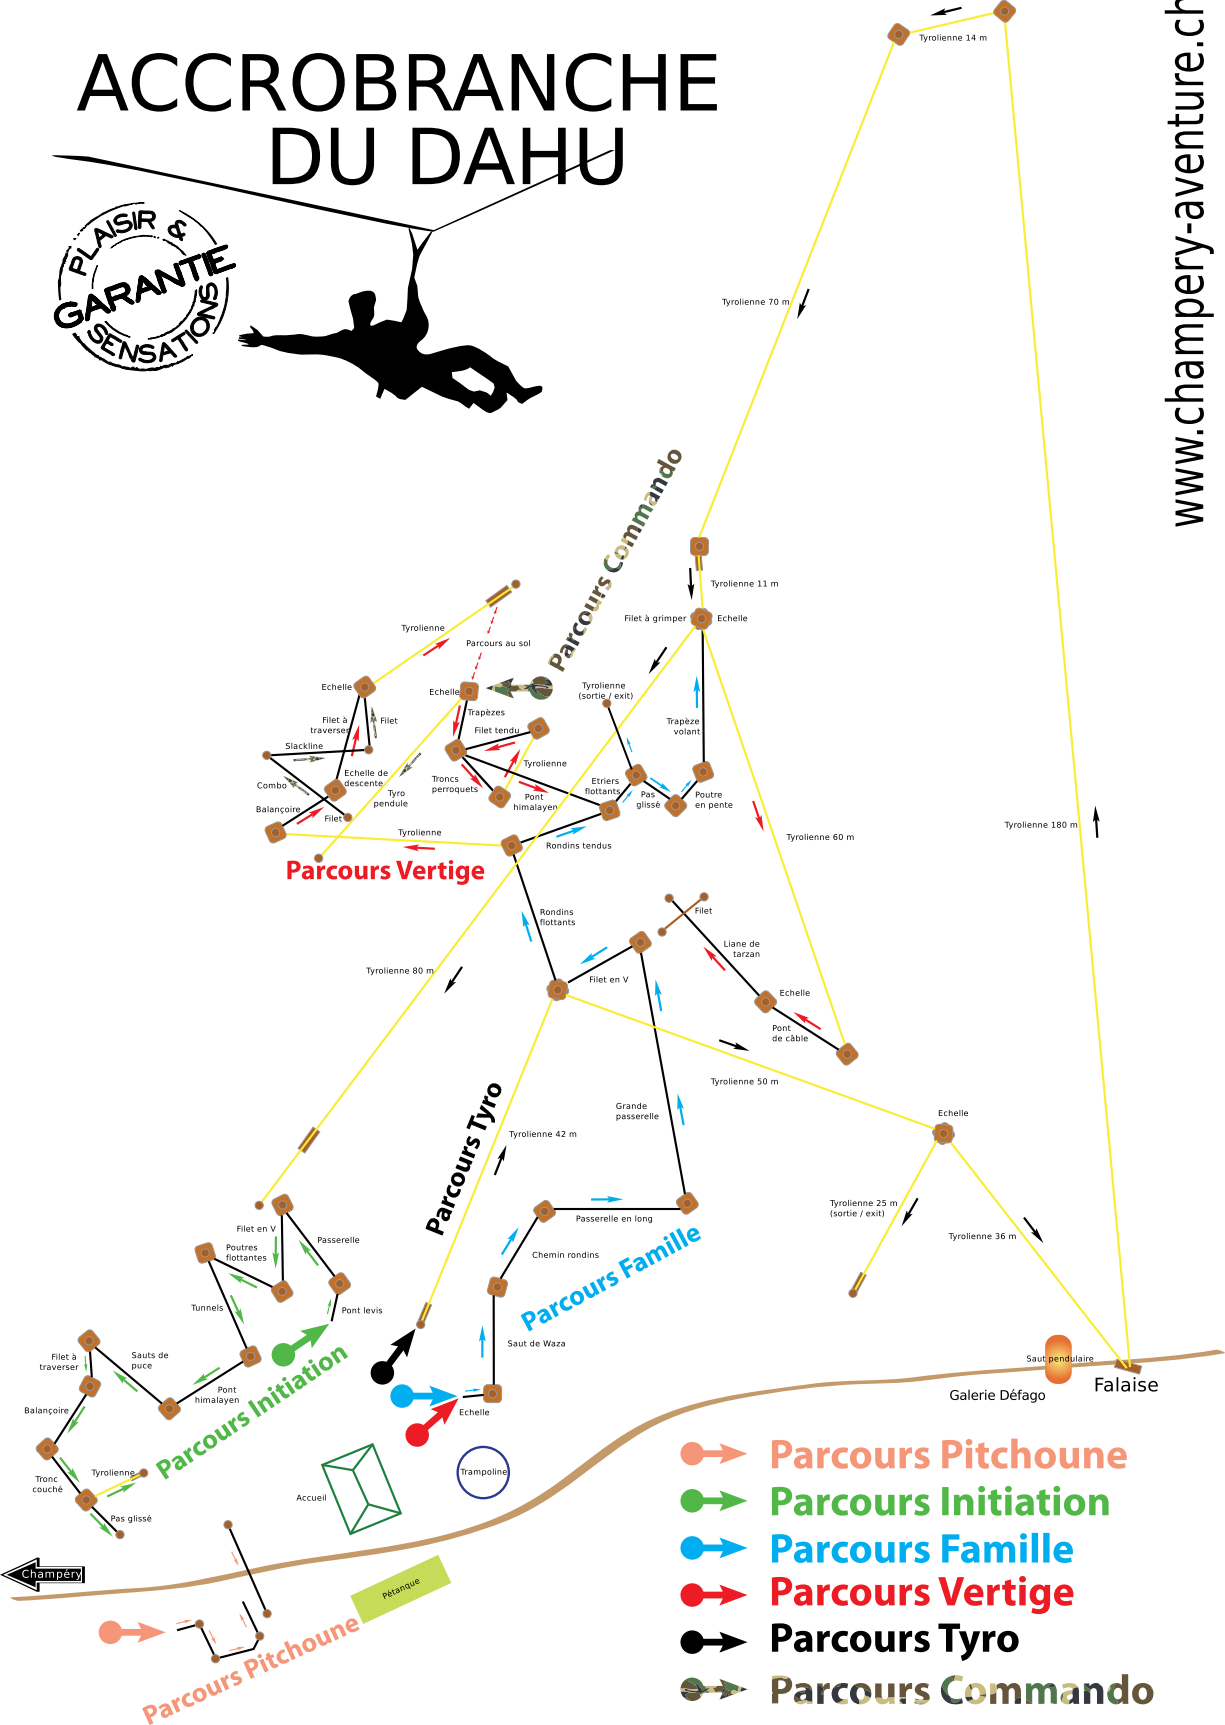 ACCROBRANCHE
DU DAHU
PLAISIR &
GARANTIE
SENSATIONS
www.champery-aventure.ch
Tyrolienne 14 m
Tyrolienne 70 m
Parcours Commando
Tyrolienne 11 m
Filet à grimper
Echelle
Tyrolienne
Parcours au sol
Echelle
Echelle
Tyrolienne
(sortie / exit)
Trapèzes
Filet à
traverser
Filet
Filet tendu
Trapèze
volant
Slackline
Tyrolienne
Echelle de
descente
Combo
Troncs
perroquets
Etriers
flottants
Tyro
pendule
Pont
himalayen
Pas
glissé
Poutre
en pente
Balançoire
Filet
Tyrolienne
Rondins tendus
Tyrolienne 60 m
Tyrolienne 180 m
Parcours Vertige
Rondins
flottants
Filet
Liane de
tarzan
Tyrolienne 80 m
Filet en V
Echelle
Pont
de câble
Tyrolienne 50 m
Parcours Tyro
Grande
passerelle
Echelle
Tyrolienne 42 m
Tyrolienne 25 m
(sortie / exit)
Passerelle en long
Tyrolienne 36 m
Filet en V
Passerelle
Poutres
flottantes
Chemin rondins
Parcours Famille
Tunnels
Pont levis
Saut de Waza
Filet à
traverser
Sauts de
puce
Saut pendulaire
Falaise
Galerie Défago
Pont
himalayen
Parcours Initiation
Balançoire
Echelle
Tronc
couché
Tyrolienne
Trampoline
Accueil
Pas glissé
Champéry
Pétanque
Parcours Pitchoune
Parcours Pitchoune
Parcours Initiation
Parcours Famille
Parcours Vertige
Parcours Tyro
Parcours Commando